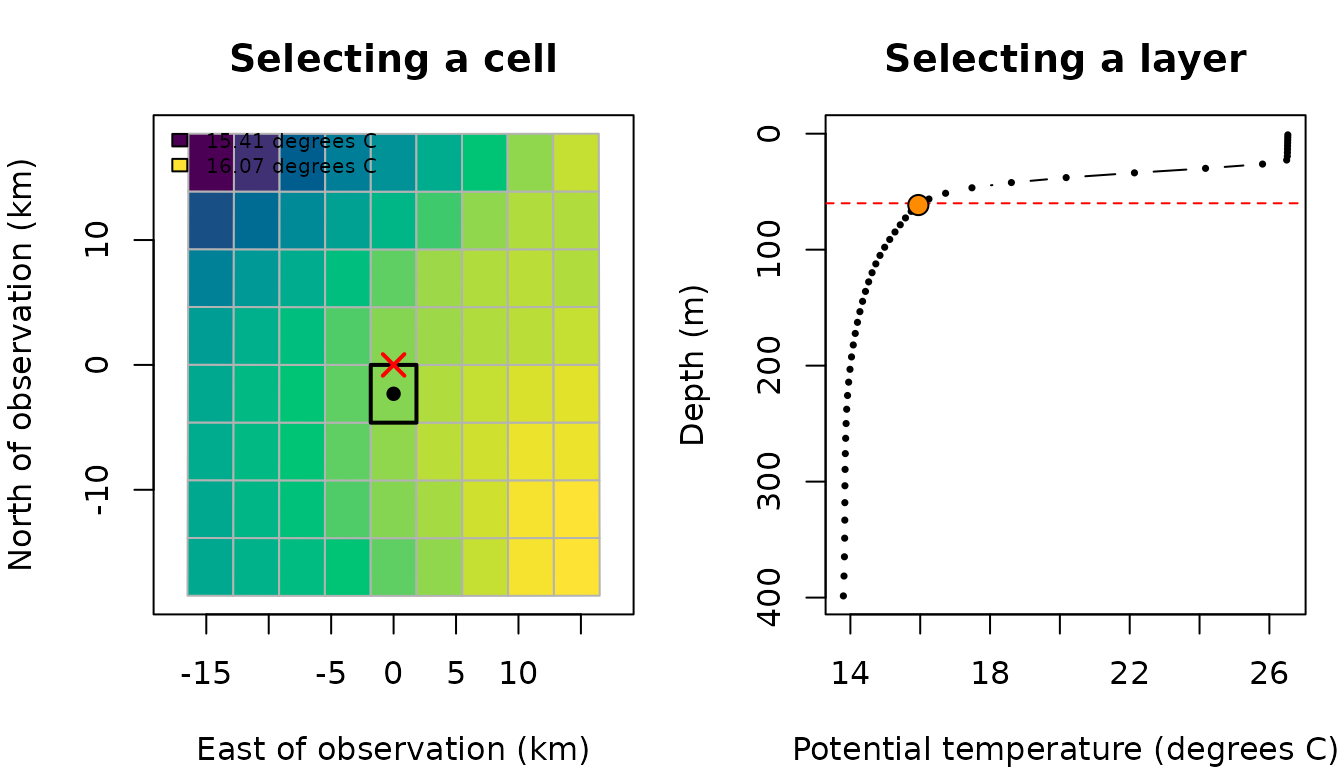 Selecting a cell
15.41 degrees C
16.07 degrees C
North of observation (km)
10
0
-10
-15
-5
0
5
10
East of observation (km)
Selecting a layer
Depth (m)
0
100
200
300
400
14
18
22
26
Potential temperature (degrees C)